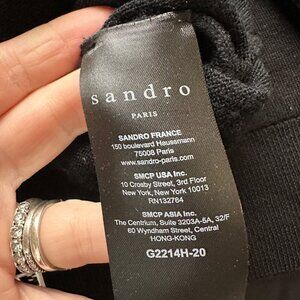 sandro
PARIS
SANDRO FRANCE
150 boulevard Haussmann
75008 Paris
www-sandro-paris.com
SMCP USA Inc.
10 Crosby Street, 3rd Floor
New York, New York 10013
RN132764
SMCP ASIA Inc.
The Centrium, Suite 3203A-5A, 32/F
60 Wyndham Street, Central
HONG-KONG
G2214H-20